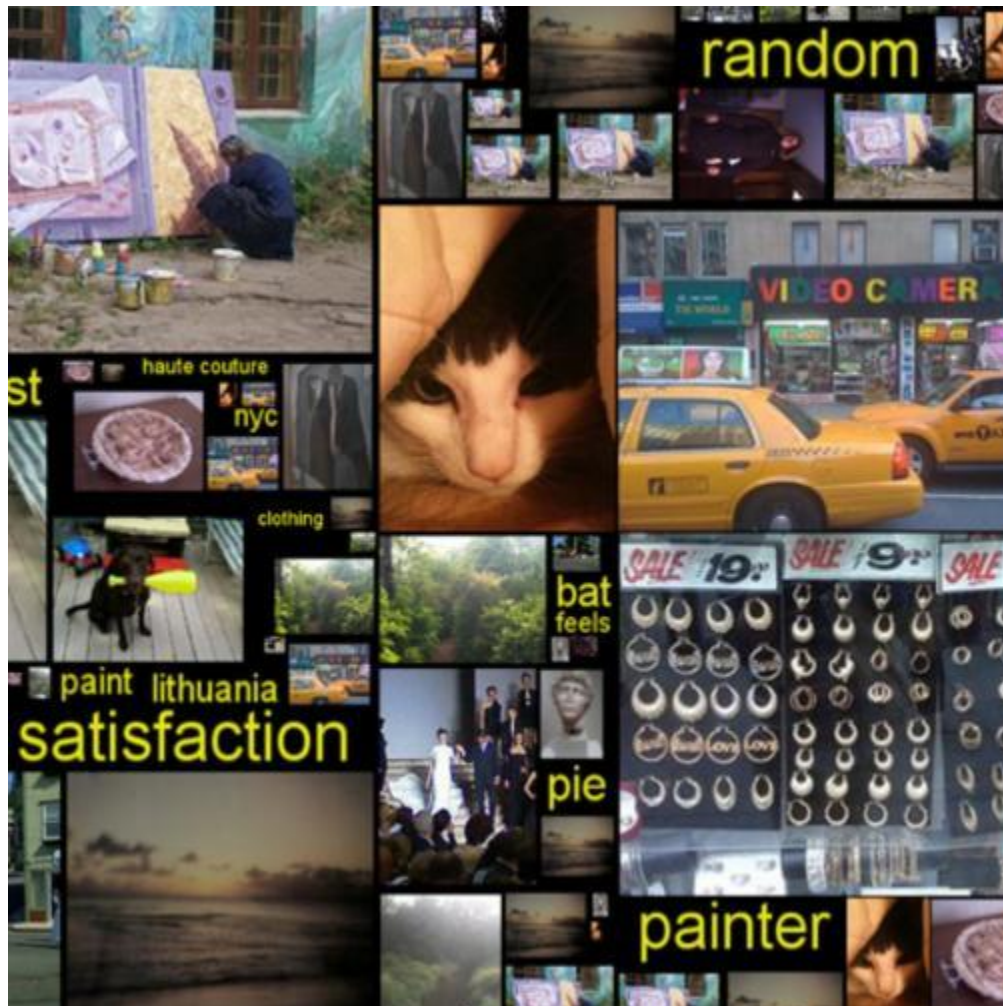 random
VIDEO CAMERA
st
haute couture
nyc
clothing
SALE 19
SALE 9
SALE
bat
feels
paint
lithuania
satisfaction
pie
painter